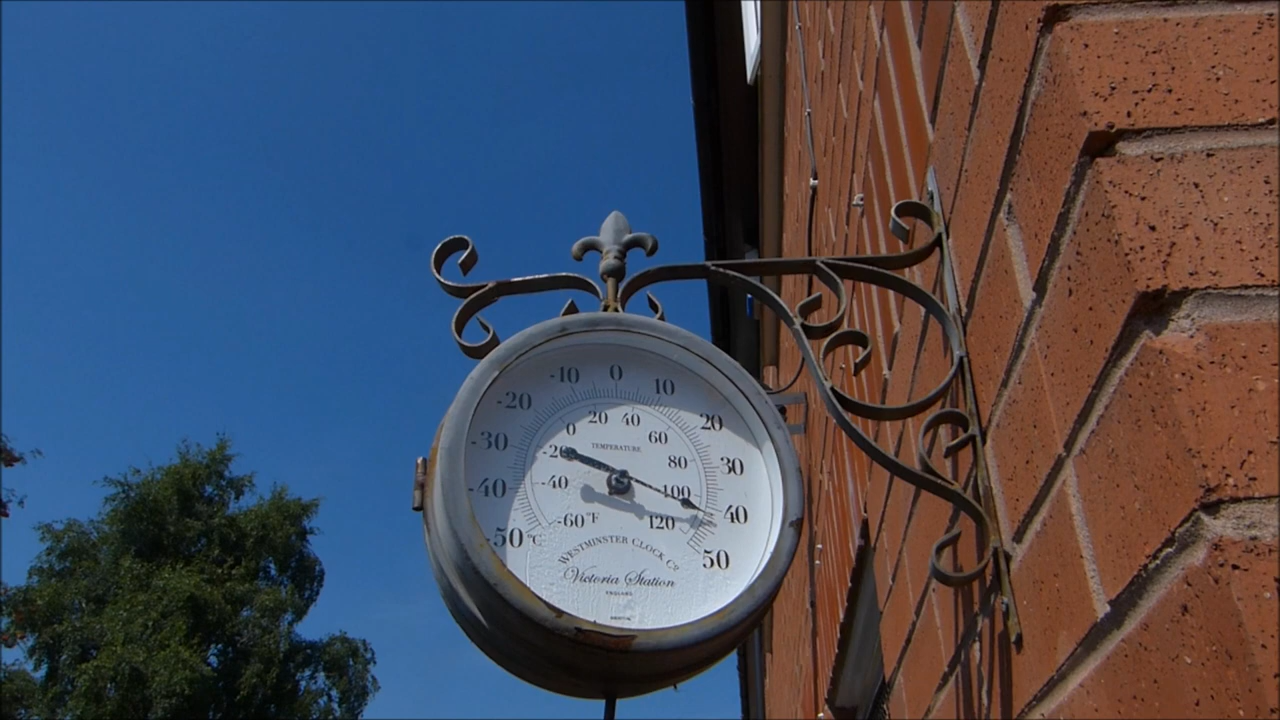 -50°C -40 -30 -20 -10 0 10 20 30 40 50
-60°F -40 -20 0 20 40 60 80 100 120
TEMPERATURE
WESTMINSTER CLOCK Co
Victoria Station
ENGLAND